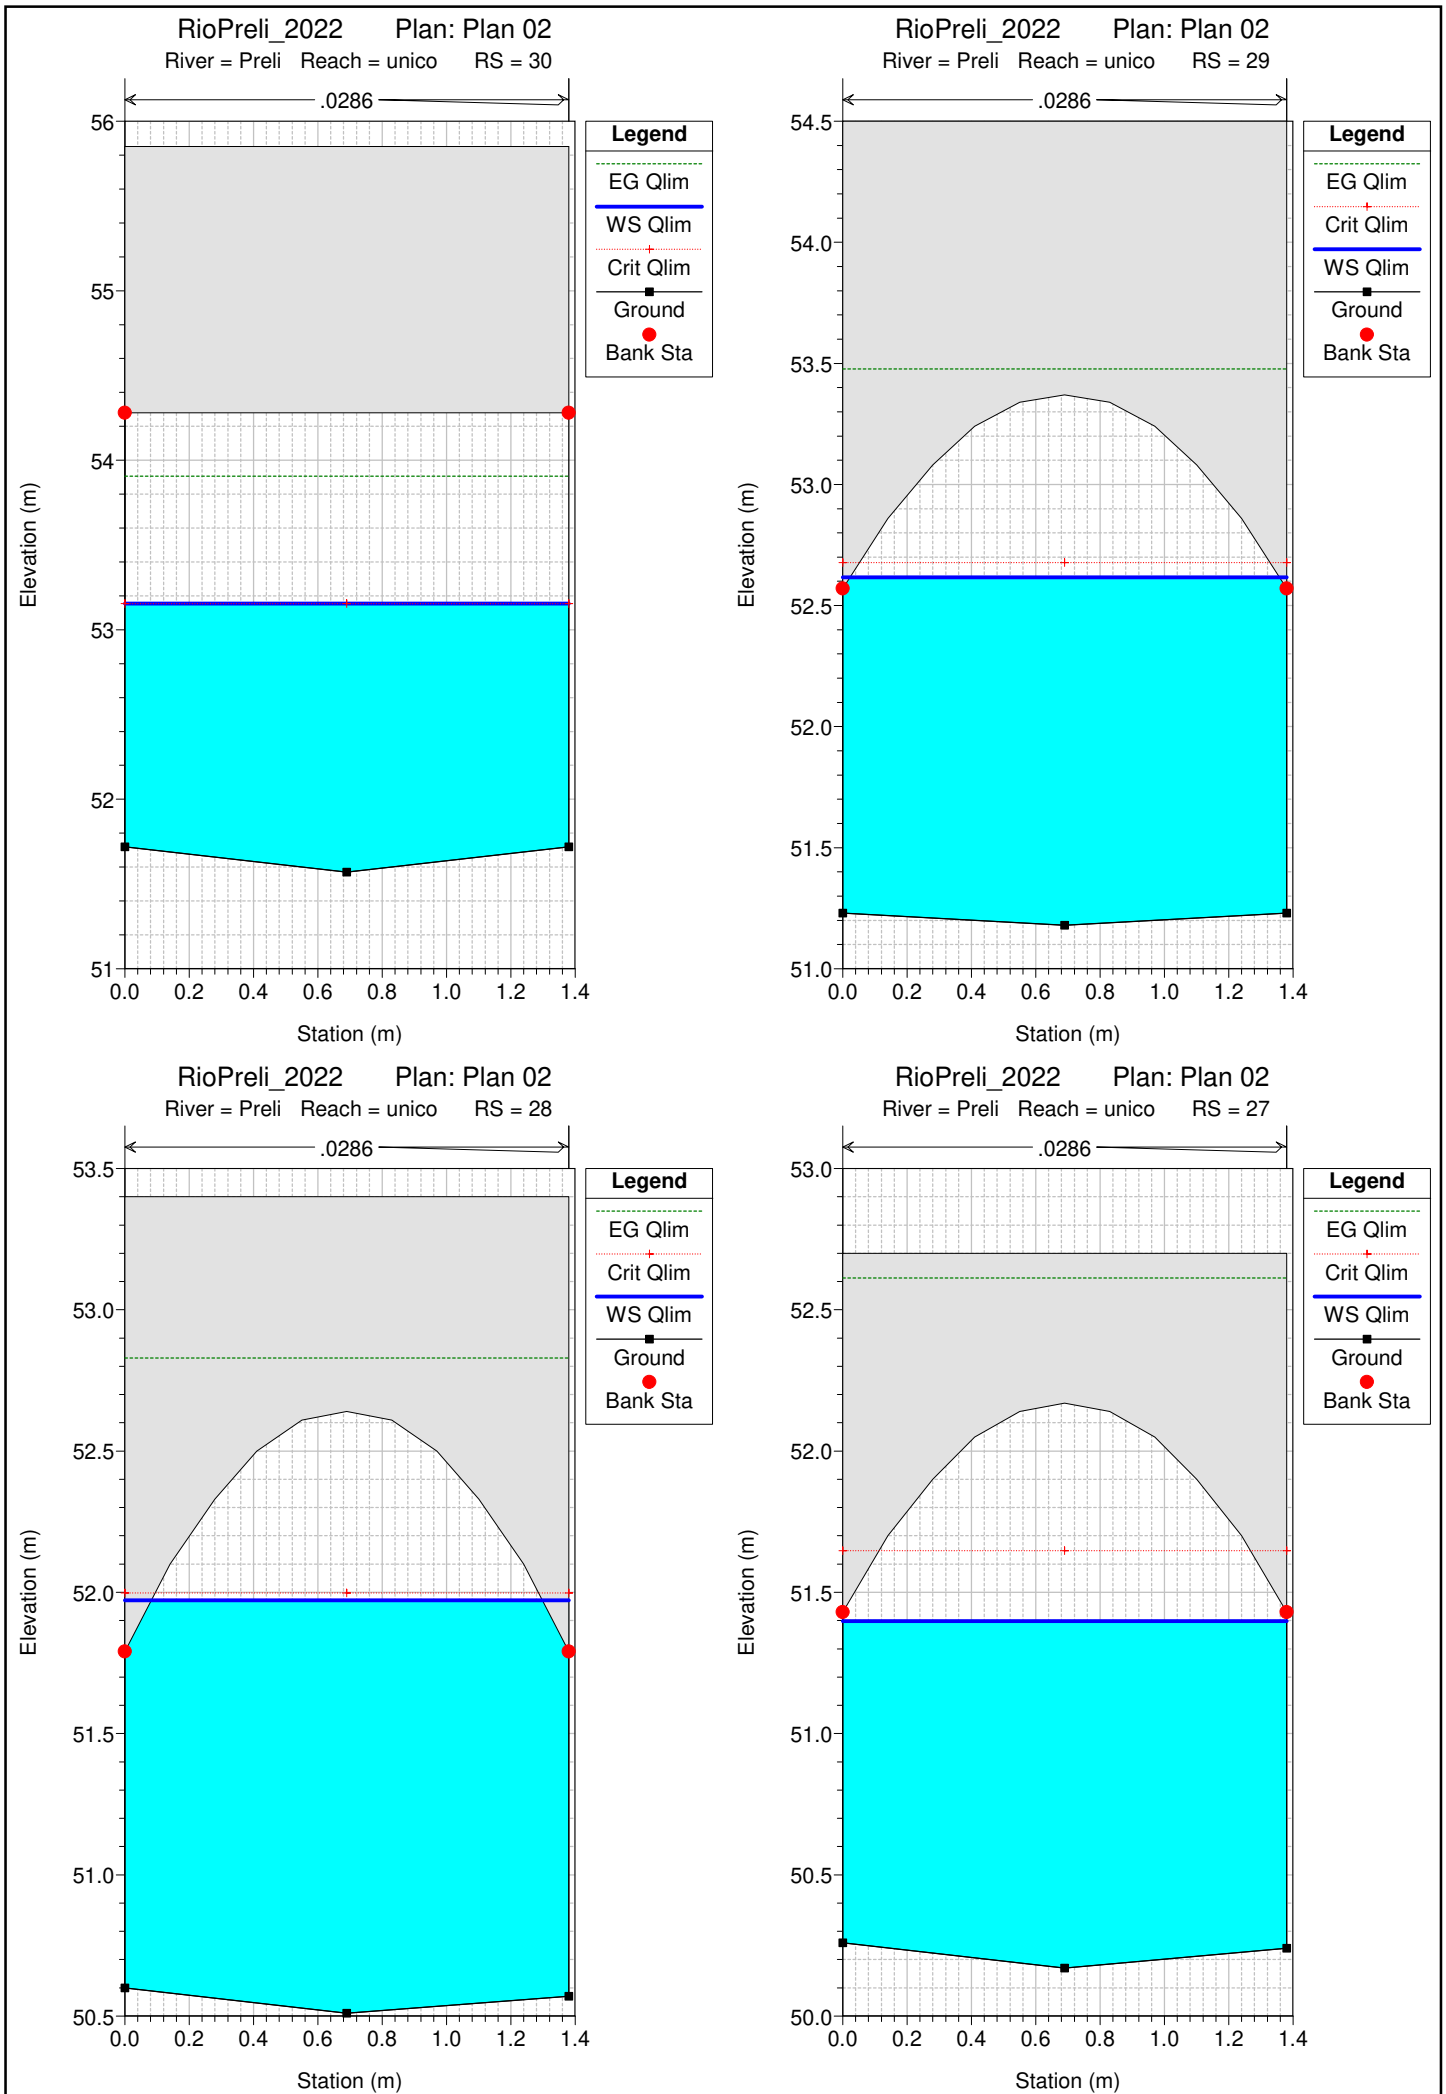 RioPreli_2022 Plan: Plan 02
River = Preli Reach = unico RS = 30
.0286
Legend
EG Qlim
WS Qlim
Crit Qlim
Ground
Bank Sta
56
55
54
53
52
51
0.0 0.2 0.4 0.6 0.8 1.0 1.2 1.4
Elevation (m)
Station (m)
RioPreli_2022 Plan: Plan 02
River = Preli Reach = unico RS = 29
.0286
Legend
EG Qlim
Crit Qlim
WS Qlim
Ground
Bank Sta
54.5
54.0
53.5
53.0
52.5
52.0
51.5
51.0
0.0 0.2 0.4 0.6 0.8 1.0 1.2 1.4
Elevation (m)
Station (m)
RioPreli_2022 Plan: Plan 02
River = Preli Reach = unico RS = 28
.0286
Legend
EG Qlim
Crit Qlim
WS Qlim
Ground
Bank Sta
53.5
53.0
52.5
52.0
51.5
51.0
50.5
0.0 0.2 0.4 0.6 0.8 1.0 1.2 1.4
Elevation (m)
Station (m)
RioPreli_2022 Plan: Plan 02
River = Preli Reach = unico RS = 27
.0286
Legend
EG Qlim
Crit Qlim
WS Qlim
Ground
Bank Sta
53.0
52.5
52.0
51.5
51.0
50.5
50.0
0.0 0.2 0.4 0.6 0.8 1.0 1.2 1.4
Elevation (m)
Station (m)